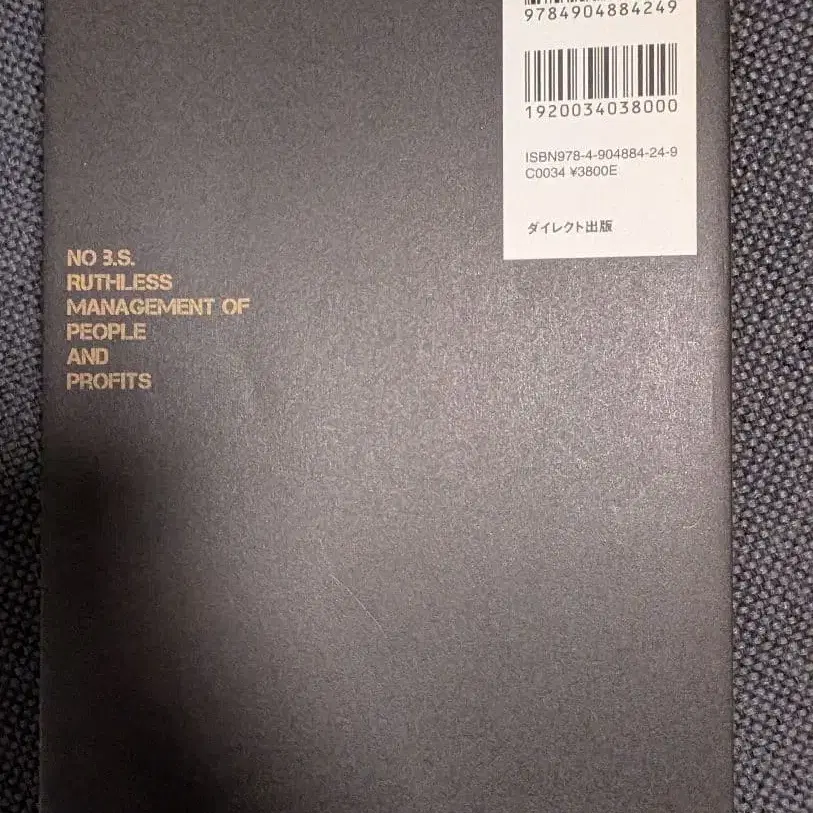 9784904884249
1920034038000
ISBN978-4-904884-24-9
C0034 ¥3800E
ダイレクト出版
NO B.S.
RUTHLESS
MANAGEMENT OF
PEOPLE
AND
PROFITS